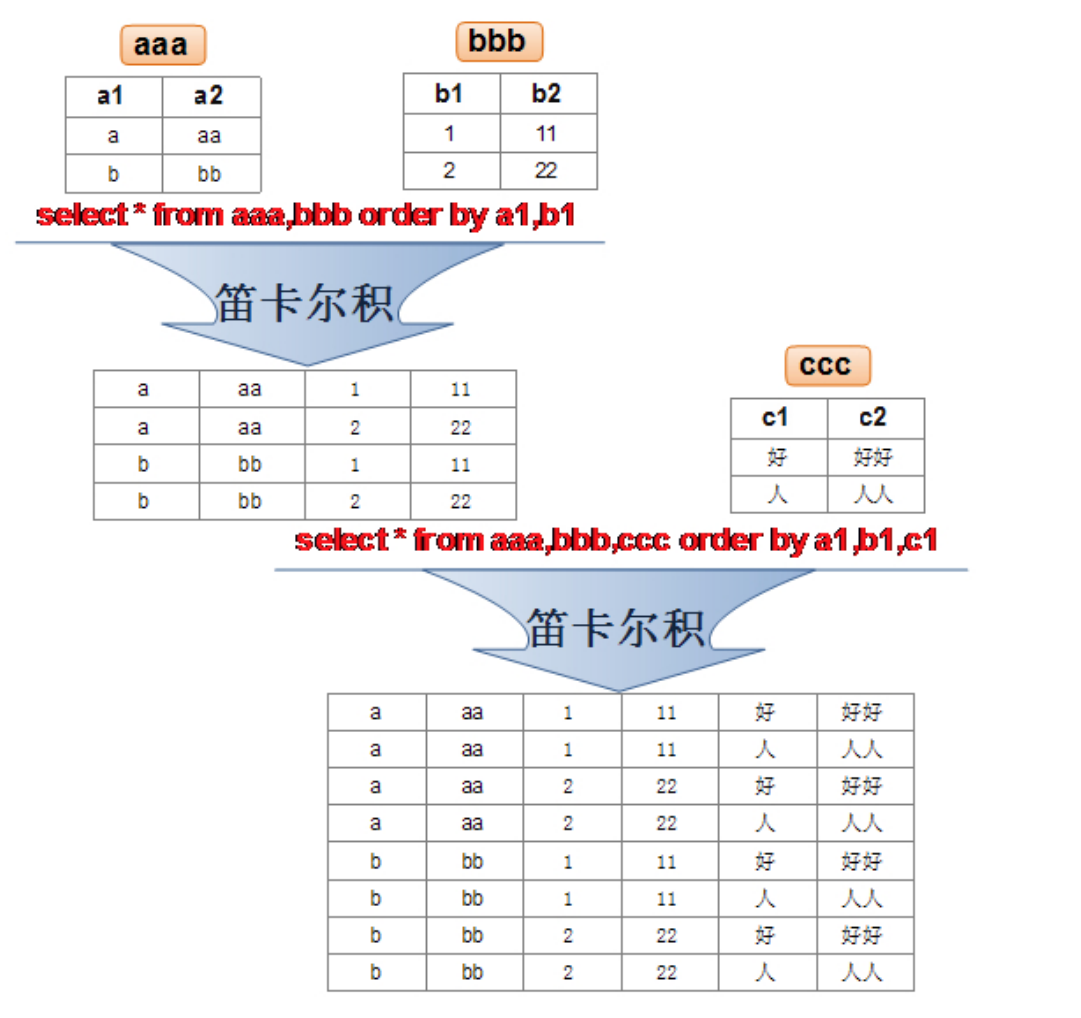 aaa
bbb
a1 a2
a aa
b bb
b1 b2
1 11
2 22
select * from aaa,bbb order by a1,b1
笛卡尔积
a aa 1 11
a aa 2 22
b bb 1 11
b bb 2 22
ccc
c1 c2
好 好好
人 人人
select * from aaa,bbb,ccc order by a1,b1,c1
笛卡尔积
a aa 1 11 好 好好
a aa 1 11 人 人人
a aa 2 22 好 好好
a aa 2 22 人 人人
b bb 1 11 好 好好
b bb 1 11 人 人人
b bb 2 22 好 好好
b bb 2 22 人 人人